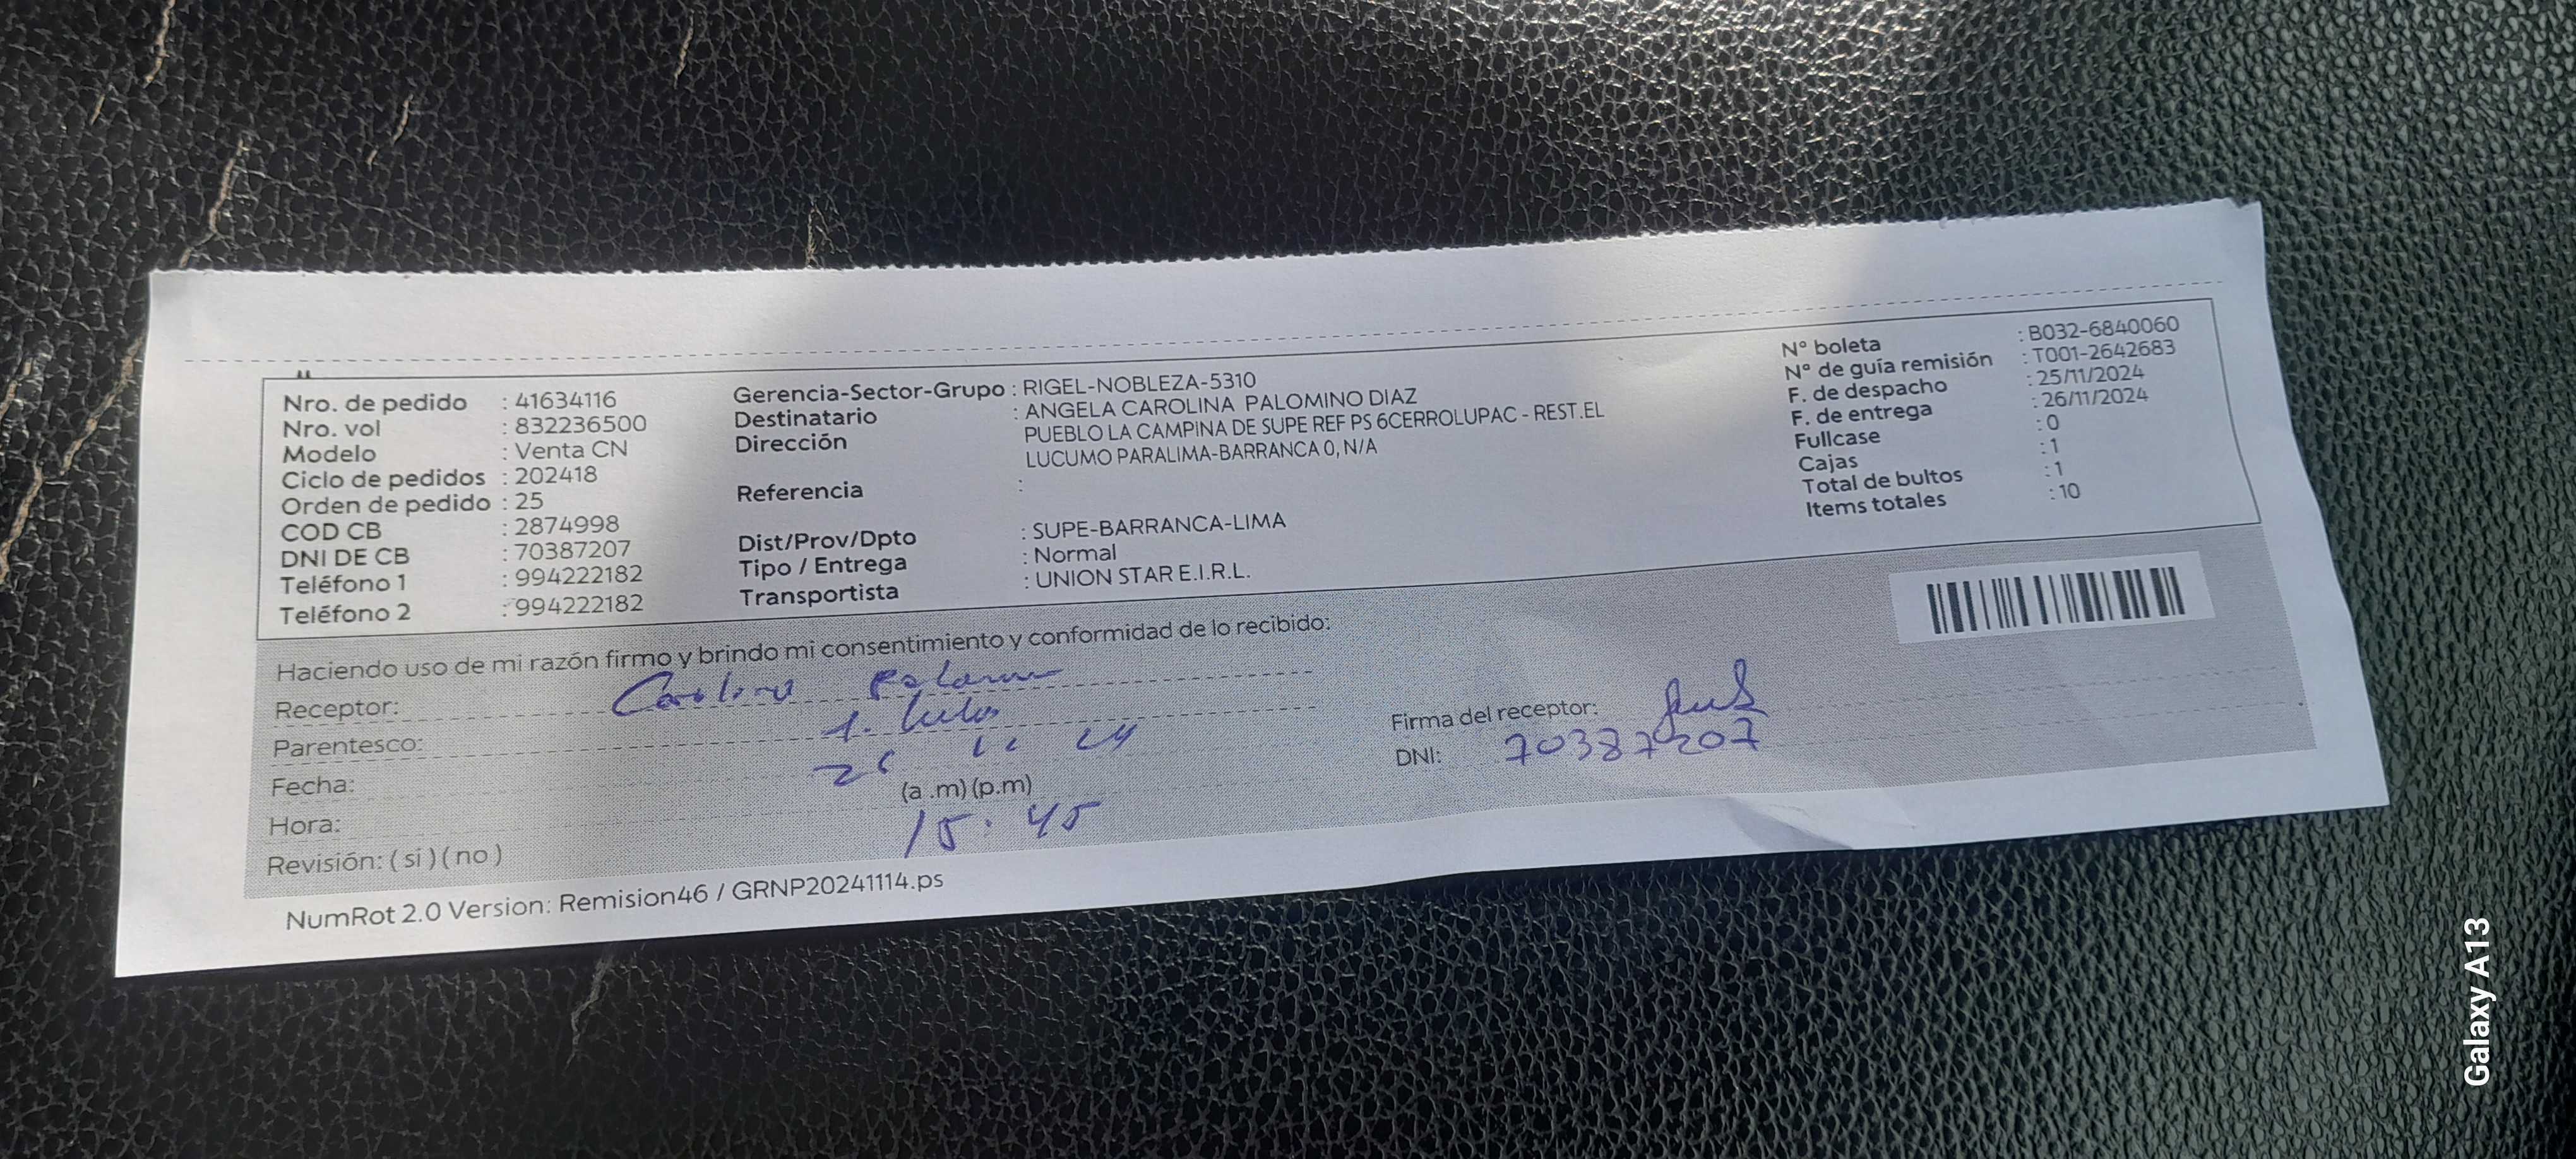 Nro. de pedido : 41634116
Nro. vol : 832236500
Modelo : Venta CN
Ciclo de pedidos : 202418
Orden de pedido : 25
COD CB : 2874998
DNI DE CB : 70387207
Teléfono 1 : 994222182
Teléfono 2 : 994222182
Gerencia-Sector-Grupo : RIGEL-NOBLEZA-5310
Destinatario : ANGELA CAROLINA PALOMINO DIAZ
Dirección PUEBLO LA CAMPINA DE SUPE REF PS 6CERROLUPAC - REST.EL
LUCUMO PARALIMA-BARRANCA 0, N/A
Referencia :
Dist/Prov/Dpto : SUPE-BARRANCA-LIMA
Tipo / Entrega : Normal
Transportista : UNION STAR E.I.R.L.
N° boleta : B032-6840060
N° de guía remisión : T001-2642683
F. de despacho : 25/11/2024
F. de entrega : 26/11/2024
Fullcase : 0
Cajas : 1
Total de bultos : 1
Items totales : 10
Haciendo uso de mi razón firmo y brindo mi consentimiento y conformidad de lo recibido:
Receptor:
Parentesco:
Fecha:
(a .m) (p.m)
Hora: 15:45
Revisión: ( si ) ( no )
Firma del receptor:
DNI: 70387207
NumRot 2.0 Version: Remision46 / GRNP20241114.ps
Galaxy A13